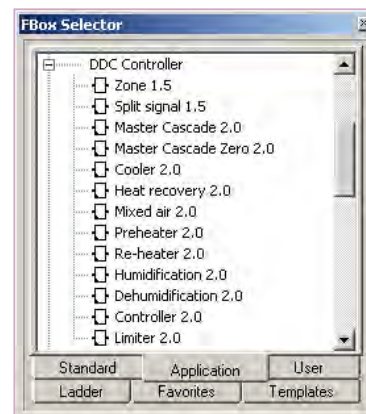 FBox Selector
DDC Controller
Zone 1.5
Split signal 1.5
Master Cascade 2.0
Master Cascade Zero 2.0
Cooler 2.0
Heat recovery 2.0
Mixed air 2.0
Preheater 2.0
Re-heater 2.0
Humidification 2.0
Dehumidification 2.0
Controller 2.0
Limiter 2.0
Standard Application User
Ladder Favorites Templates